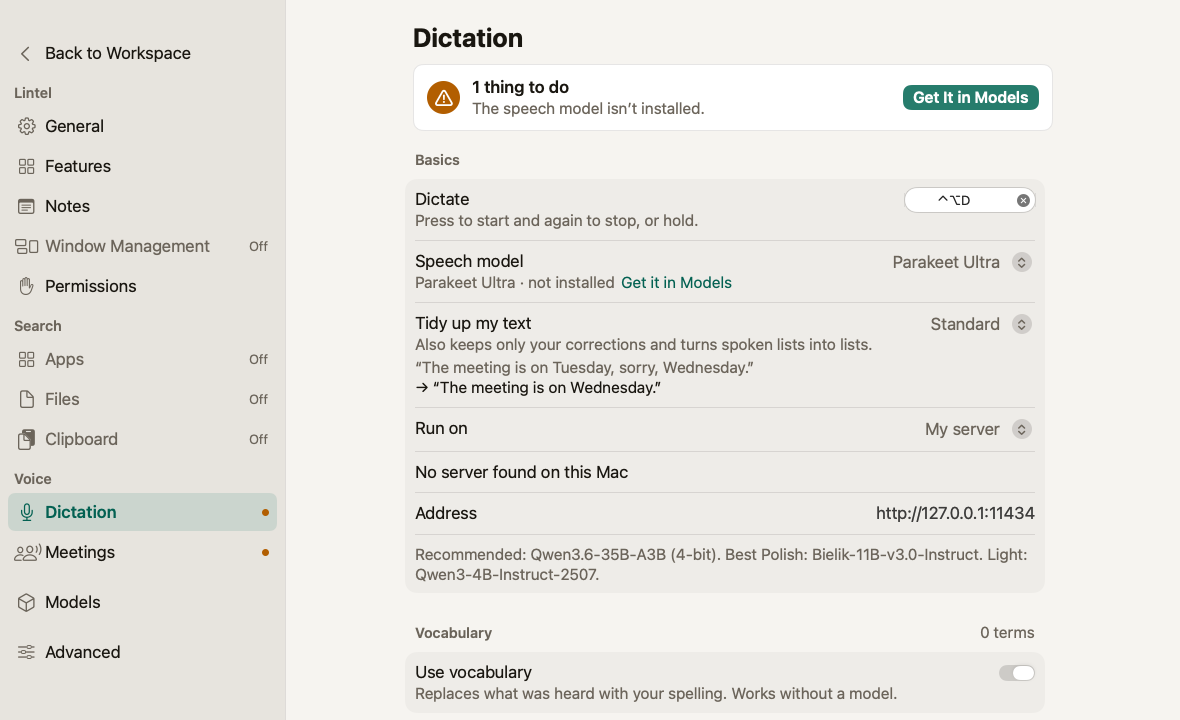 Back to Workspace
Lintel
General
Features
Notes
Window Management Off
Permissions
Search
Apps Off
Files Off
Clipboard Off
Voice
Dictation
Meetings
Models
Advanced
Dictation
1 thing to do
The speech model isn’t installed.
Get It in Models
Basics
Dictate
Press to start and again to stop, or hold.
⌃⌥D
Speech model
Parakeet Ultra · not installed Get it in Models
Parakeet Ultra
Tidy up my text
Standard
Also keeps only your corrections and turns spoken lists into lists.
“The meeting is on Tuesday, sorry, Wednesday.”
→ “The meeting is on Wednesday.”
Run on My server
No server found on this Mac
Address http://127.0.0.1:11434
Recommended: Qwen3.6-35B-A3B (4-bit). Best Polish: Bielik-11B-v3.0-Instruct. Light:
Qwen3-4B-Instruct-2507.
Vocabulary 0 terms
Use vocabulary
Replaces what was heard with your spelling. Works without a model.